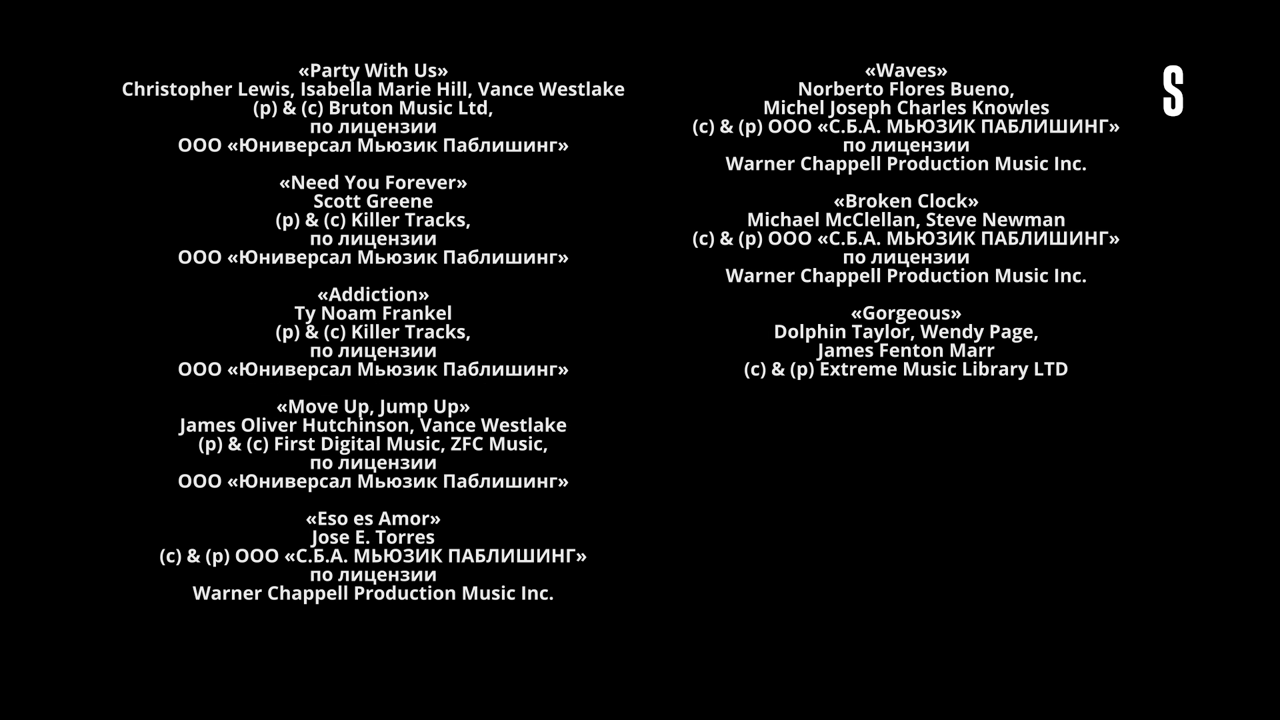 «Party With Us»
Christopher Lewis, Isabella Marie Hill, Vance Westlake
(p) & (c) Bruton Music Ltd,
по лицензии
ООО «Юниверсал Мьюзик Паблишинг»
«Need You Forever»
Scott Greene
(p) & (c) Killer Tracks,
по лицензии
ООО «Юниверсал Мьюзик Паблишинг»
«Addiction»
Ty Noam Frankel
(p) & (c) Killer Tracks,
по лицензии
ООО «Юниверсал Мьюзик Паблишинг»
«Move Up, Jump Up»
James Oliver Hutchinson, Vance Westlake
(p) & (c) First Digital Music, ZFC Music,
по лицензии
ООО «Юниверсал Мьюзик Паблишинг»
«Eso es Amor»
Jose E. Torres
(c) & (p) ООО «С.Б.А. МЬЮЗИК ПАБЛИШИНГ»
по лицензии
Warner Chappell Production Music Inc.
«Waves»
Norberto Flores Bueno,
Michel Joseph Charles Knowles
(c) & (p) ООО «С.Б.А. МЬЮЗИК ПАБЛИШИНГ»
по лицензии
Warner Chappell Production Music Inc.
«Broken Clock»
Michael McClellan, Steve Newman
(c) & (p) ООО «С.Б.А. МЬЮЗИК ПАБЛИШИНГ»
по лицензии
Warner Chappell Production Music Inc.
«Gorgeous»
Dolphin Taylor, Wendy Page,
James Fenton Marr
(c) & (p) Extreme Music Library LTD
S